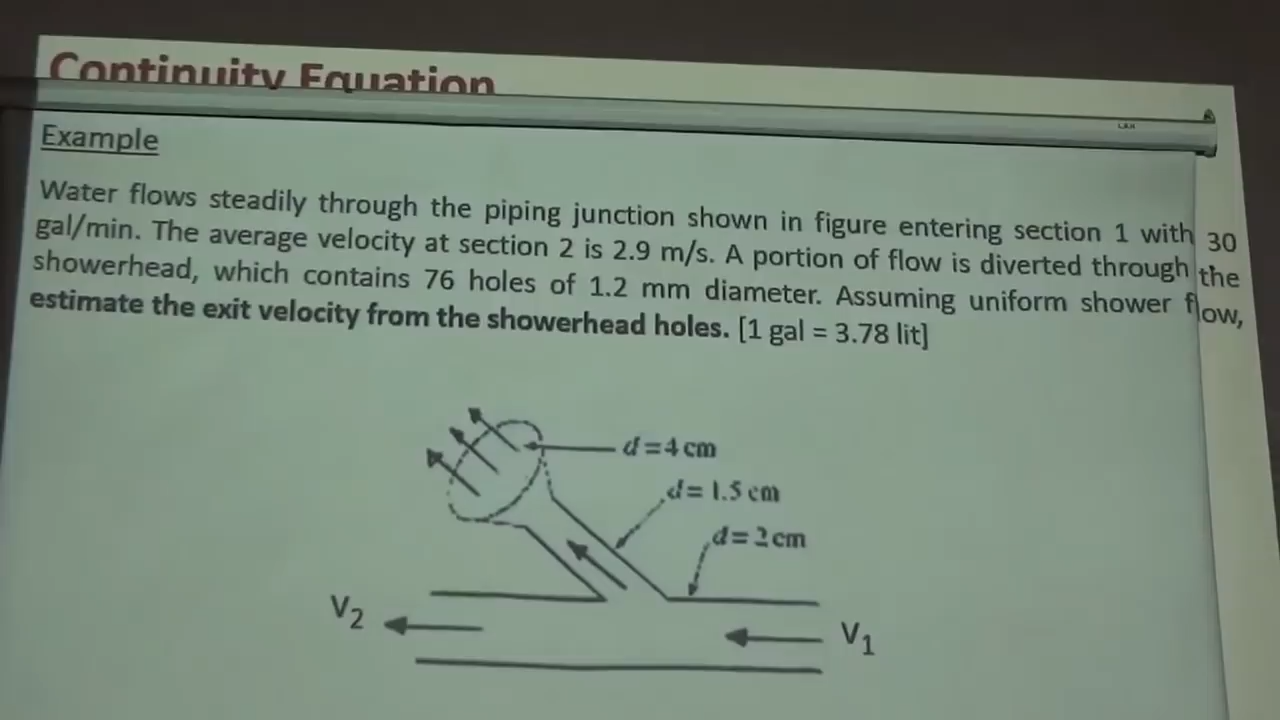 Continuity Equation
Example
Water flows steadily through the piping junction shown in figure entering section 1 with 30
gal/min. The average velocity at section 2 is 2.9 m/s. A portion of flow is diverted through the
showerhead, which contains 76 holes of 1.2 mm diameter. Assuming uniform shower flow,
estimate the exit velocity from the showerhead holes. [1 gal = 3.78 lit]
d=4 cm
d= 1.5 cm
d= 2 cm
V2
V1